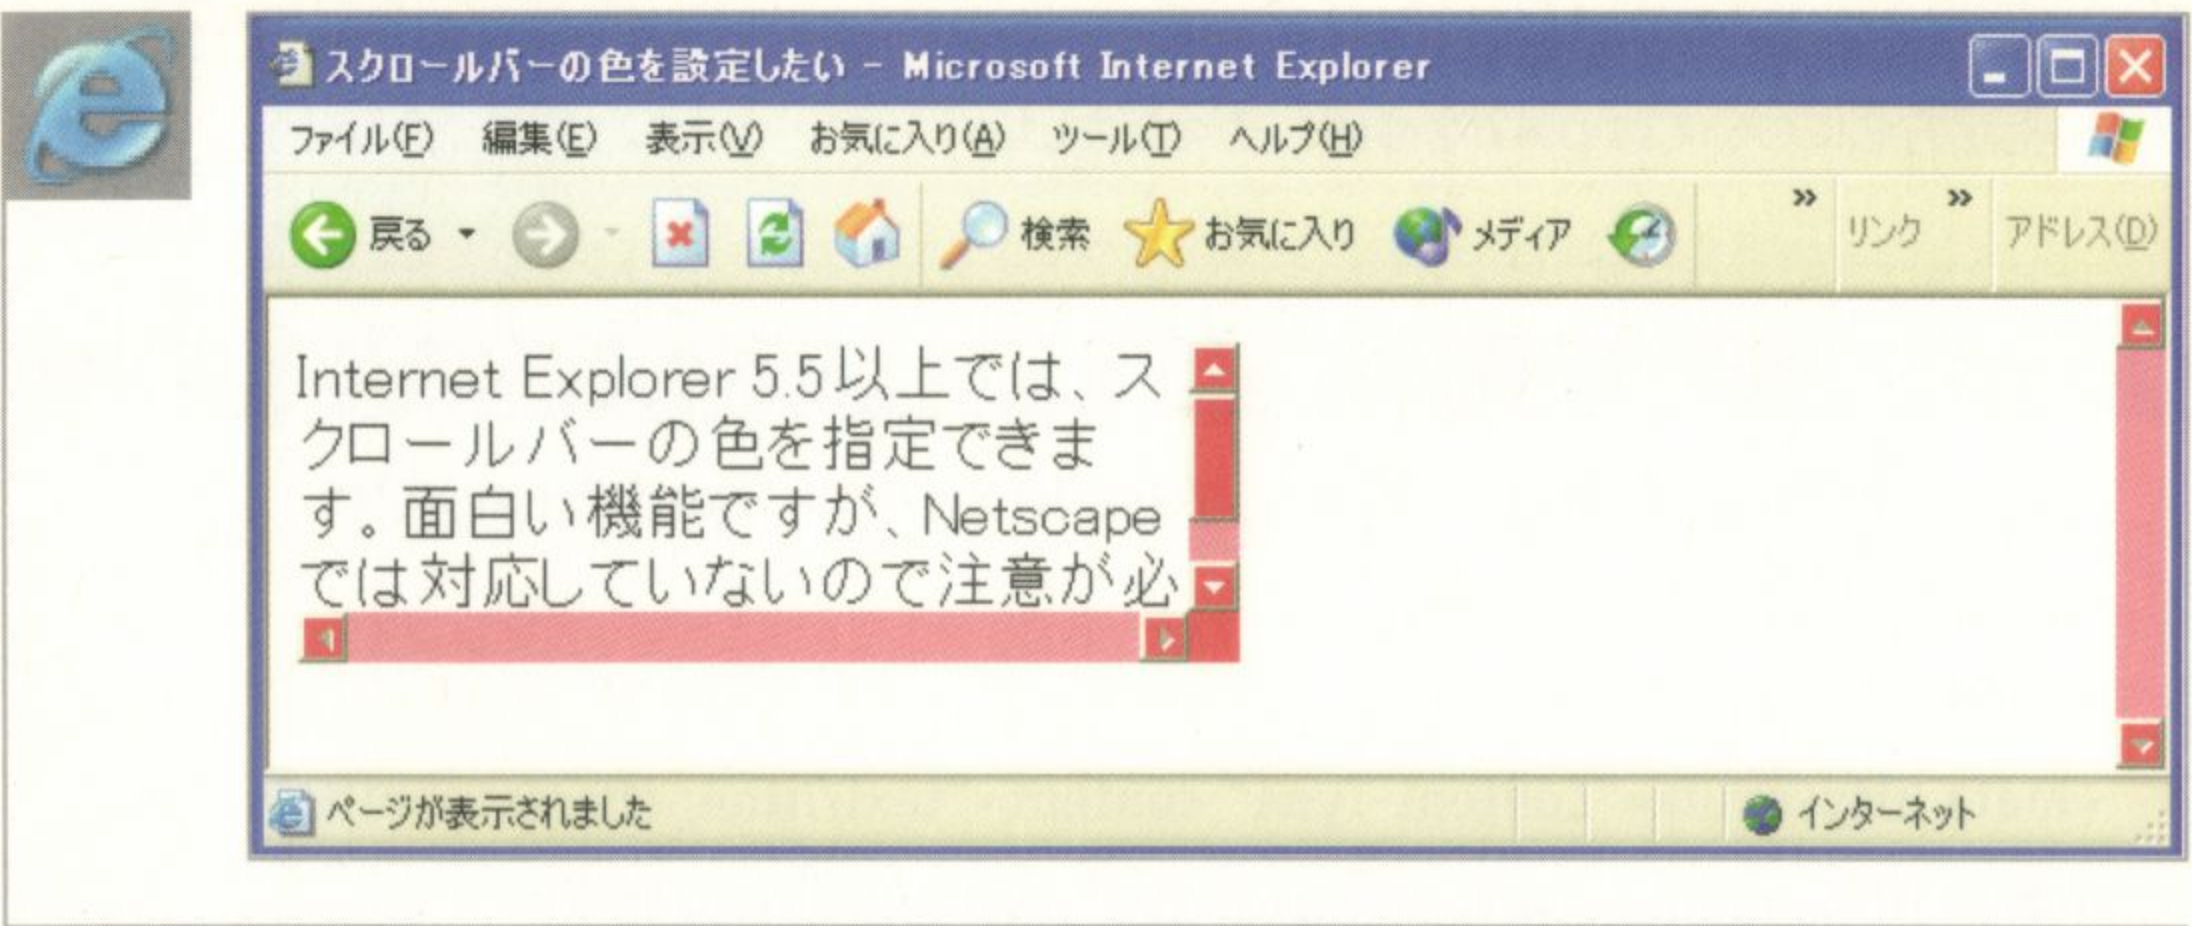 スクロールバーの色を設定したい - Microsoft Internet Explorer
ファイル(F) 編集(E) 表示(V) お気に入り(A) ツール(T) ヘルプ(H)
戻る 検索 お気に入り メディア » リンク » アドレス(D)
Internet Explorer 5.5以上では、ス
クロールバーの色を指定できま
す。面白い機能ですが、Netscape
では対応していないので注意が必
ページが表示されました インターネット